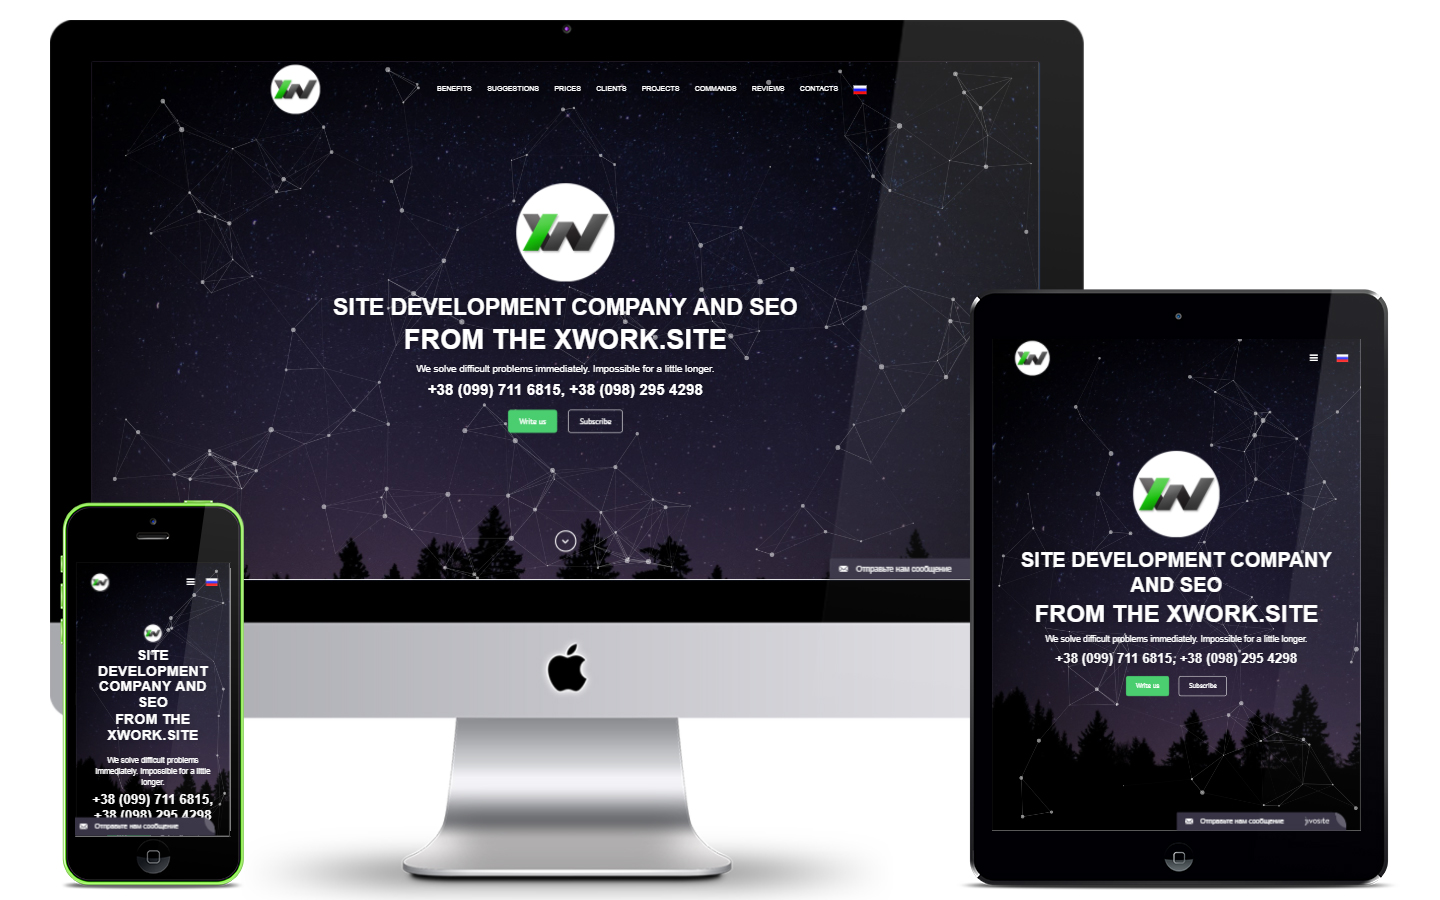 BENEFITS SUGGESTIONS PRICES CLIENTS PROJECTS COMMANDS REVIEWS CONTACTS
SITE DEVELOPMENT COMPANY AND SEO
FROM THE XWORK.SITE
We solve difficult problems immediately. Impossible for a little longer.
+38 (099) 711 6815, +38 (098) 295 4298
Write us Subscribe
Отправьте нам сообщение
SITE
DEVELOPMENT
COMPANY AND
SEO
FROM THE
XWORK.SITE
We solve difficult problems
immediately. Impossible for a little
longer.
+38 (099) 711 6815,
+38 (098) 295 4298
Отправьте нам сообщение
SITE DEVELOPMENT COMPANY
AND SEO
FROM THE XWORK.SITE
We solve difficult problems immediately. Impossible for a little longer.
+38 (099) 711 6815, +38 (098) 295 4298
Write us Subscribe
Отправьте нам сообщение jivosite